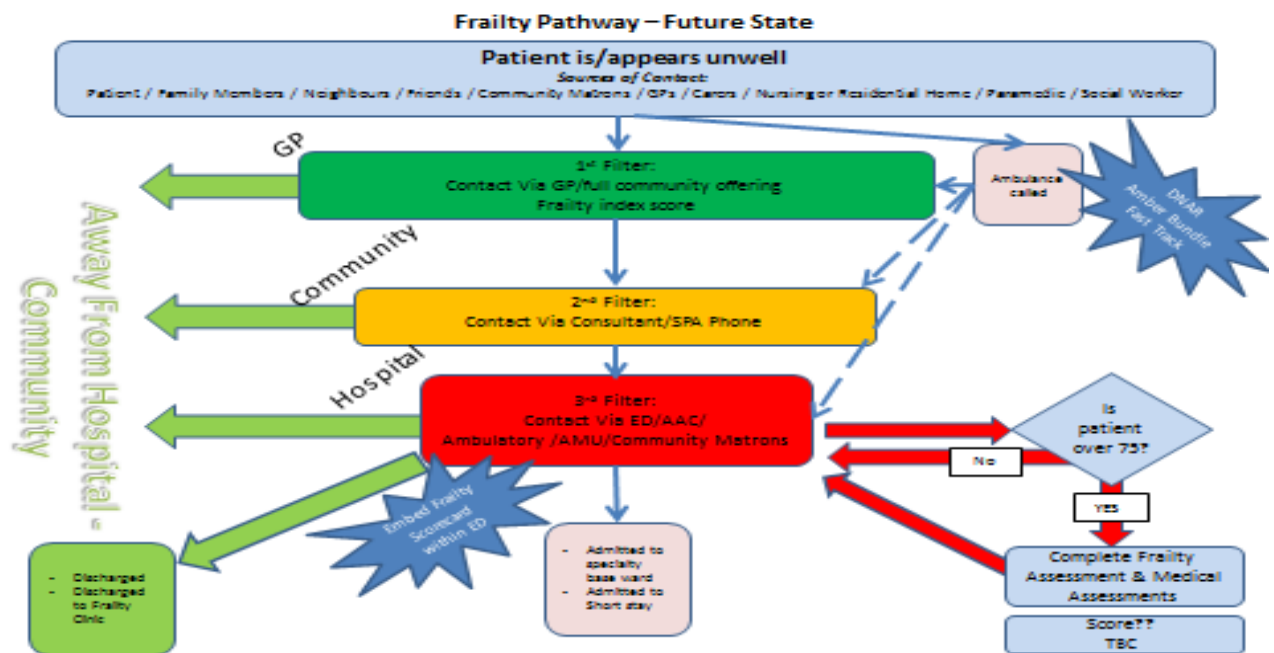 Frailty Pathway – Future State
Patient is/appears unwell
Sources of Contact:
Patient / Family Members / Neighbours / Friends / Community Matrons / GPs / Carers / Nursing or Residential Home / Paramedic / Social Worker
GP
1st Filter:
Contact Via GP/full community offering
Frailty index score
Ambulance
called
DNAR
Amber Bundle
Fast Track
Community
2nd Filter:
Contact Via Consultant/SPA Phone
Hospital
3rd Filter:
Contact Via ED/AAC/
Ambulatory /AMU/Community Matrons
Away From Hospital -
Community
Is
patient
over 75?
No
YES
Embed Frailty
Scorecard
within ED
- Discharged
- Discharged
to Frailty
Clinic
- Admitted to
specialty
base ward
- Admitted to
Short stay
Complete Frailty
Assessment & Medical
Assessments
Score??
TBC